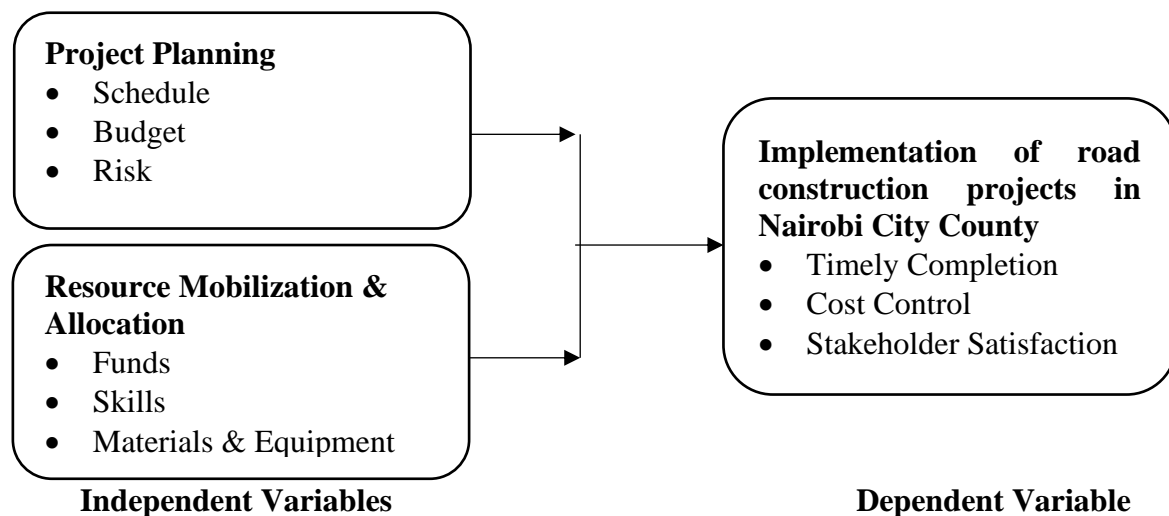 Project Planning
• Schedule
• Budget
• Risk
Resource Mobilization &
Allocation
• Funds
• Skills
• Materials & Equipment
Independent Variables
Implementation of road
construction projects in
Nairobi City County
• Timely Completion
• Cost Control
• Stakeholder Satisfaction
Dependent Variable